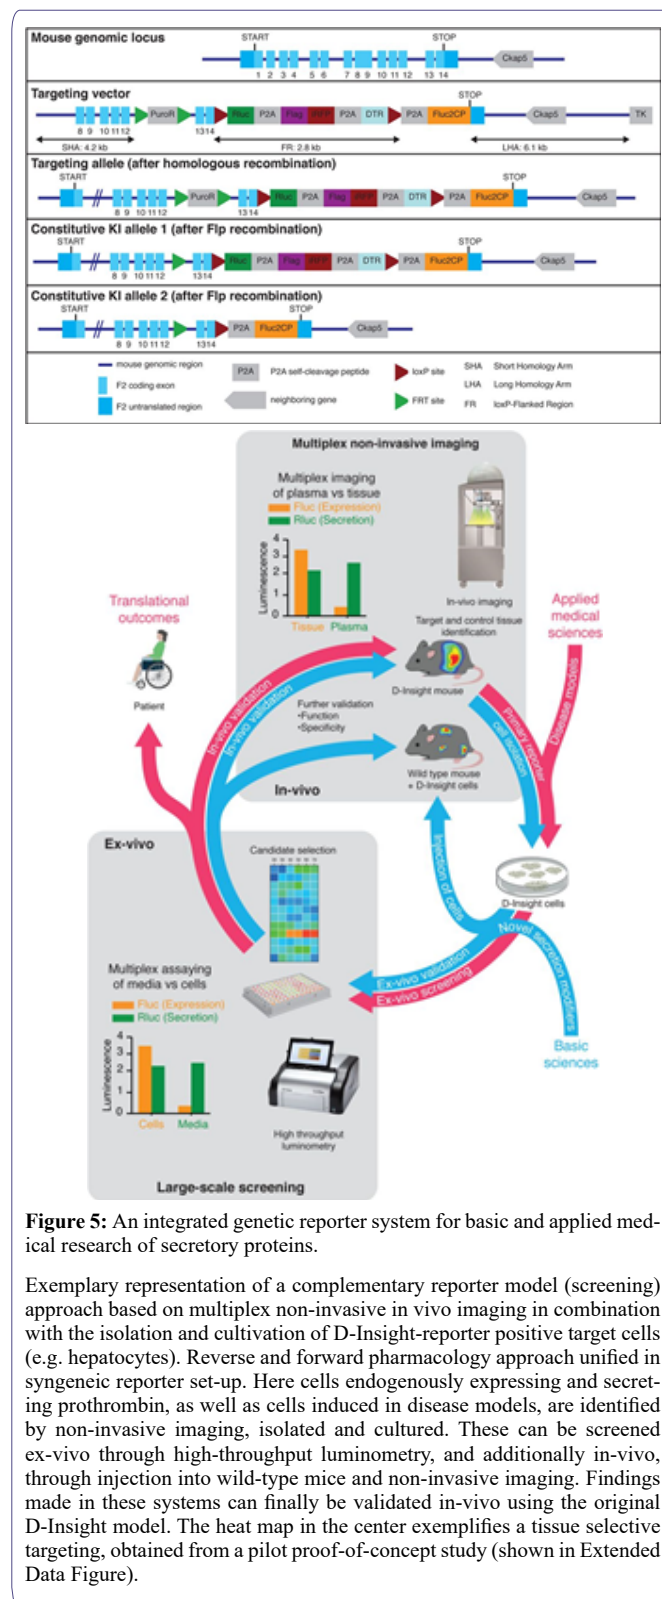 Mouse genomic locus
START
STOP
1 2 3 4 5 6 7 8 9 10 11 12 13 14
Ckap5
Targeting vector
STOP
PuroR
Rluc P2A Flag iRFP P2A DTR P2A Fluc2CP
Ckap5
TK
8 9 10 11 12 1314
SHA: 4.2 kb
FR: 2.8 kb
LHA: 6.1 kb
Targeting allele (after homologous recombination)
START
STOP
PuroR
Rluc P2A Flag iRFP P2A DTR P2A Fluc2CP
Ckap5
8 9 10 11 12 1314
Constitutive KI allele 1 (after Flp recombination)
START
STOP
Rluc P2A Flag iRFP P2A DTR P2A Fluc2CP
Ckap5
8 9 10 11 12 1314
Constitutive KI allele 2 (after Flp recombination)
START
STOP
P2A Fluc2CP
Ckap5
8 9 10 11 12 1314
mouse genomic region
F2 coding exon
F2 untranslated region
P2A
P2A self-cleavage peptide
neighboring gene
loxP site
FRT site
SHA Short Homology Arm
LHA Long Homology Arm
FR loxP-Flanked Region
Multiplex non-invasive imaging
Multiplex imaging
of plasma vs tissue
Fluc (Expression)
Rluc (Secretion)
Luminescence
4
3
2
1
0
Tissue Plasma
In-vivo imaging
Target and control tissue
identification
D-Insight mouse
Further validation
•Function
•Specificity
Wild type mouse
+ D-Insight cells
In-vivo
Translational
outcomes
Patient
Applied
medical
sciences
Disease models
Primary reporter
cell isolation
In-vivo validation
In-vivo validation
Injection of cells
D-Insight cells
Novel secretion modifiers
Basic
sciences
Ex-vivo validation
Ex-vivo screening
Ex-vivo
Candidate selection
Multiplex assaying
of media vs cells
Fluc (Expression)
Rluc (Secretion)
Luminescence
4
3
2
1
0
Cells Media
High throughput
luminometry
Large-scale screening
Figure 5: An integrated genetic reporter system for basic and applied med-
ical research of secretory proteins.
Exemplary representation of a complementary reporter model (screening)
approach based on multiplex non-invasive in vivo imaging in combination
with the isolation and cultivation of D-Insight-reporter positive target cells
(e.g. hepatocytes). Reverse and forward pharmacology approach unified in
syngeneic reporter set-up. Here cells endogenously expressing and secret-
ing prothrombin, as well as cells induced in disease models, are identified
by non-invasive imaging, isolated and cultured. These can be screened
ex-vivo through high-throughput luminometry, and additionally in-vivo,
through injection into wild-type mice and non-invasive imaging. Findings
made in these systems can finally be validated in-vivo using the original
D-Insight model. The heat map in the center exemplifies a tissue selective
targeting, obtained from a pilot proof-of-concept study (shown in Extended
Data Figure).